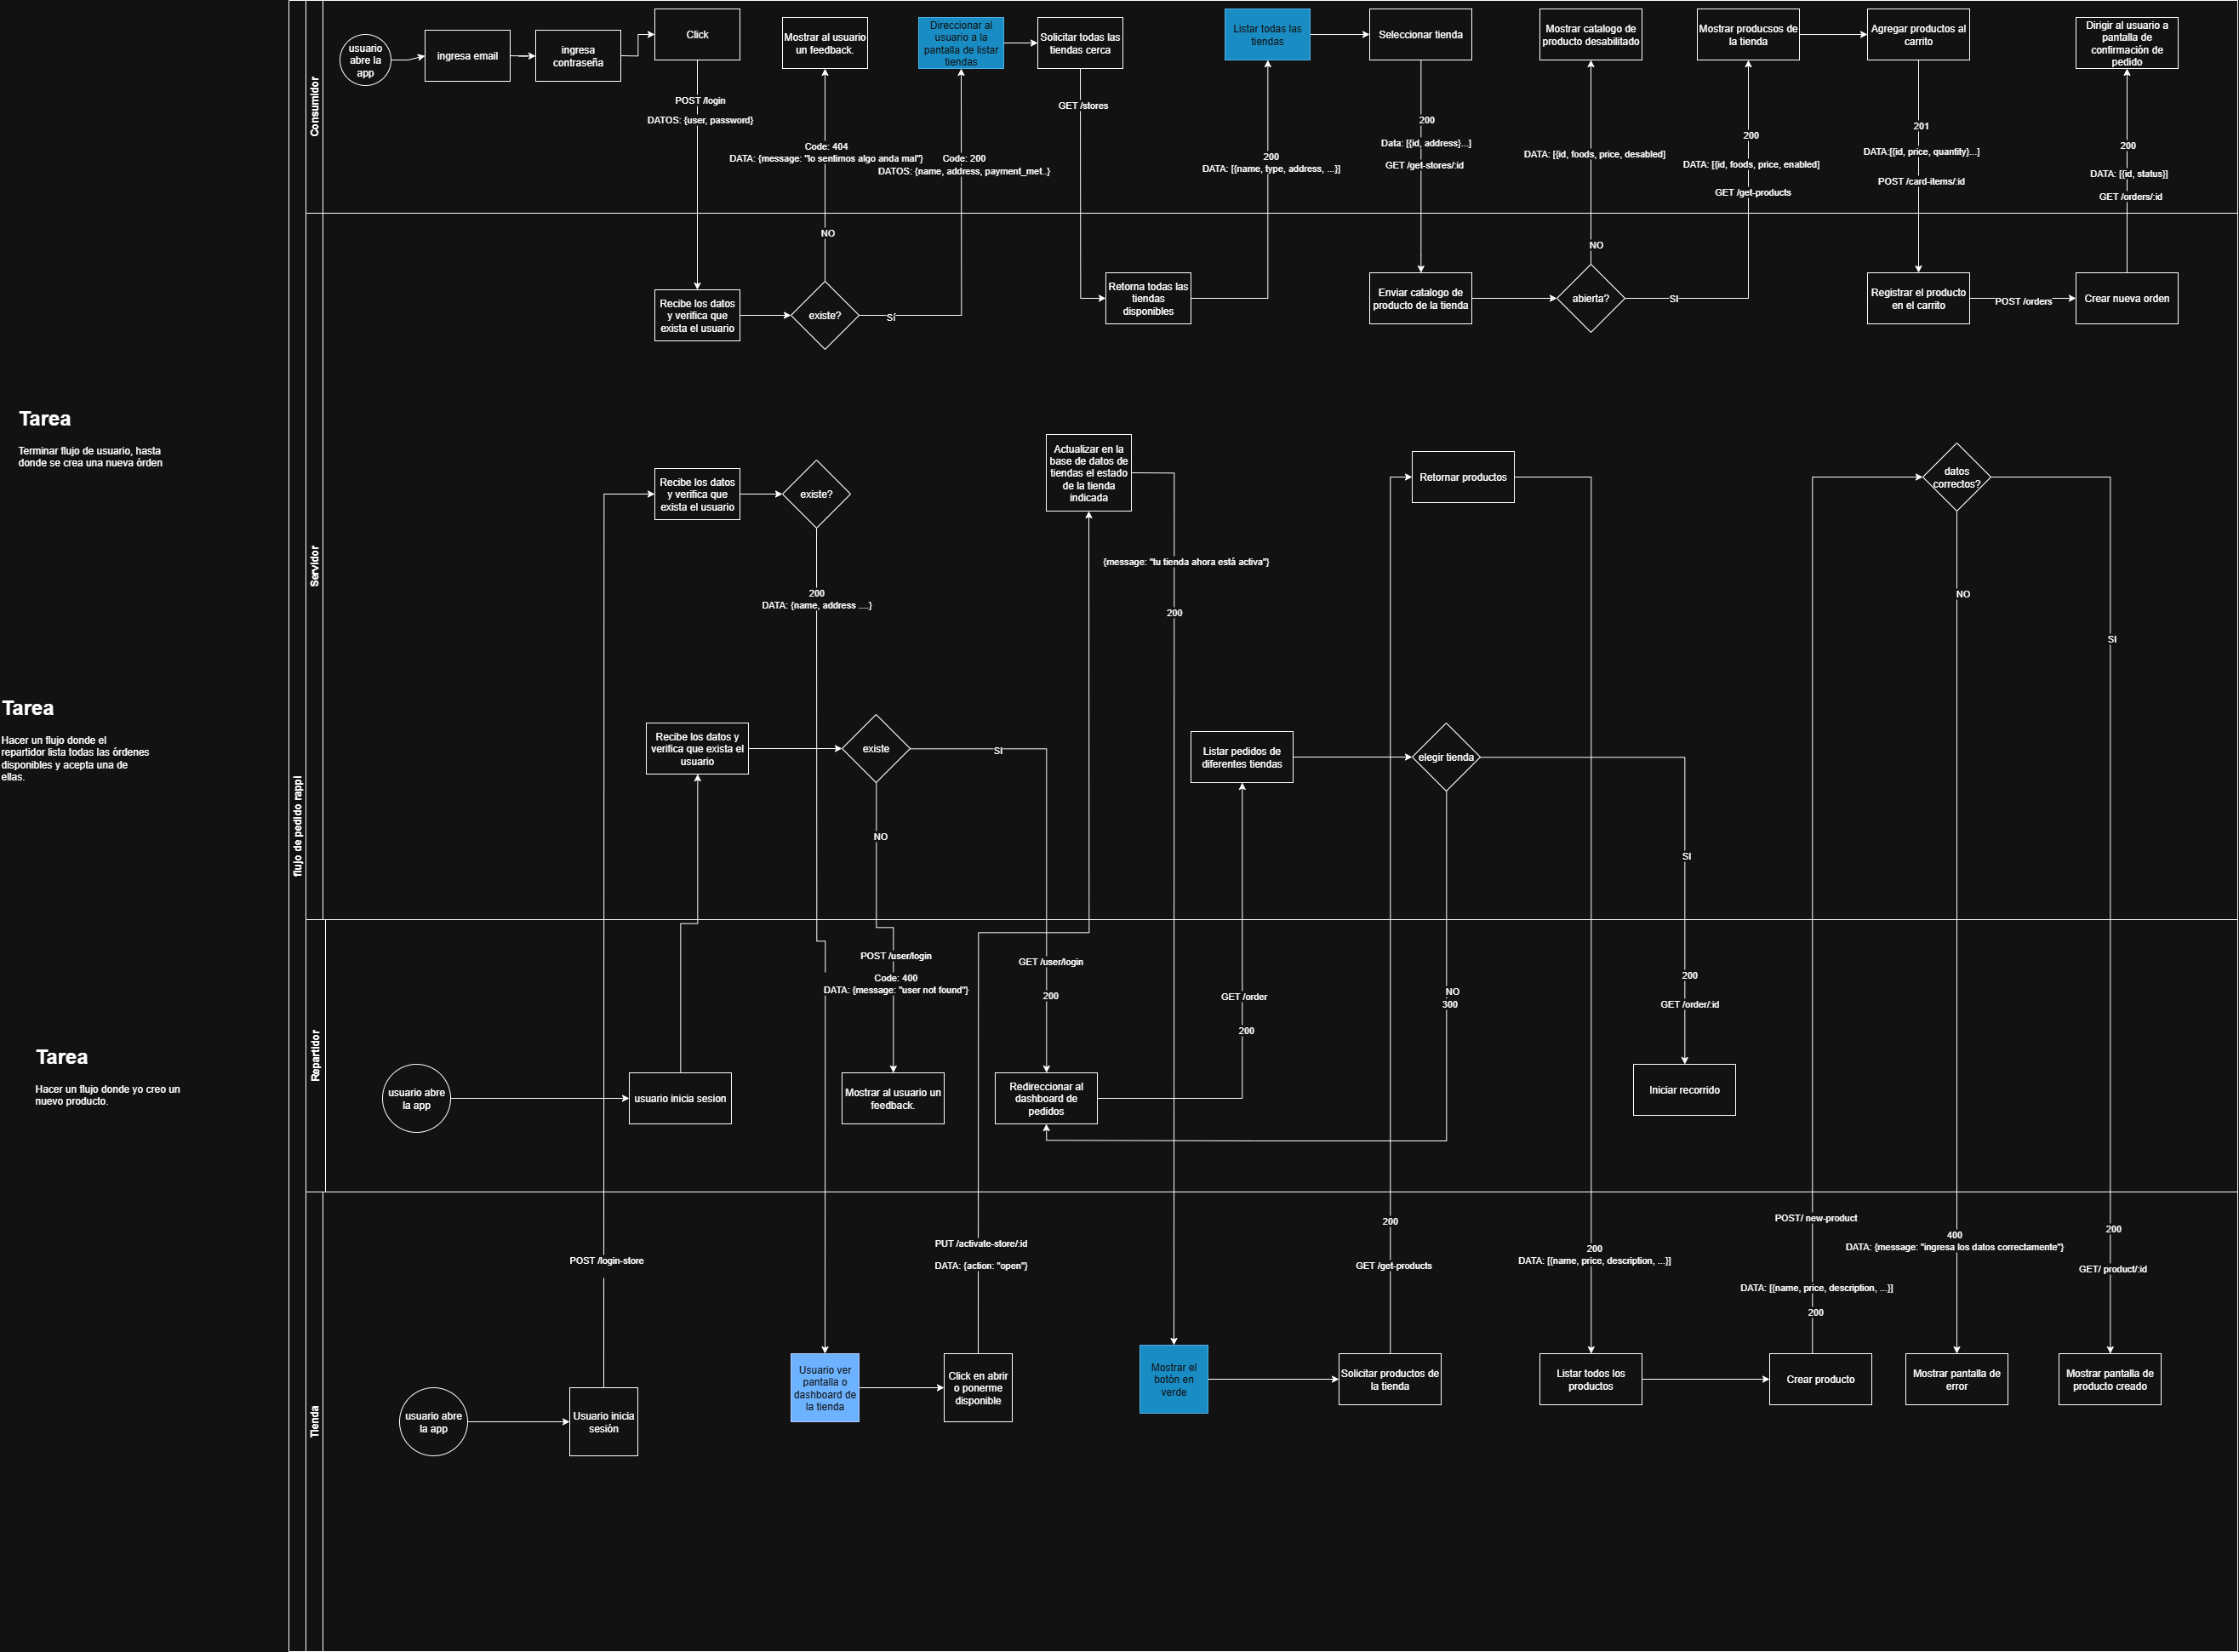 flujo de pedido rappi
Consumidor
usuario
abre la
app
ingresa email
ingresa
contraseña
Click
POST /login
DATOS: {user, password}
Mostrar al usuario
un feedback.
Code: 404
DATA: {message: "lo sentimos algo anda mal"}
Direccionar al
usuario a la
pantalla de listar
tiendas
Code: 200
DATOS: {name, address, payment_met..}
Solicitar todas las
tiendas cerca
GET /stores
Listar todas las
tiendas
200
DATA: [{name, type, address, ...}]
Seleccionar tienda
200
Data: [{id, address}...]
GET /get-stores/:id
Mostrar catalogo de
producto desabilitado
DATA: [{id, foods, price, desabled]
Mostrar producsos de
la tienda
200
DATA: [{id, foods, price, enabled]
GET /get-products
Agregar productos al
carrito
201
DATA:[{id, price, quantity}...]
POST /card-items/:id
Dirigir al usuario a
pantalla de
confirmación de
pedido
200
DATA: [{id, status}]
GET /orders/:id
Servidor
Recibe los datos
y verifica que
exista el usuario
existe?
NO
Sí
Retorna todas las
tiendas
disponibles
Enviar catalogo de
producto de la tienda
abierta?
NO
SI
Registrar el producto
en el carrito
POST /orders
Crear nueva orden
Tarea
Terminar flujo de usuario, hasta
donde se crea una nueva órden
Recibe los datos
y verifica que
exista el usuario
existe?
200
DATA: {name, address ....}
Actualizar en la
base de datos de
tiendas el estado
de la tienda
indicada
{message: "tu tienda ahora está activa"}
200
Retornar productos
datos
correctos?
NO
SI
Tarea
Hacer un flujo donde el
repartidor lista todas las órdenes
disponibles y acepta una de
ellas.
Recibe los datos y
verifica que exista el
usuario
existe
SI
NO
Listar pedidos de
diferentes tiendas
elegir tienda
SI
Repartidor
POST /user/login
Code: 400
DATA: {message: "user not found"}
GET /user/login
200
GET /order
200
NO
300
200
GET /order/:id
Tarea
Hacer un flujo donde yo creo un
nuevo producto.
usuario abre
la app
usuario inicia sesion
Mostrar al usuario un
feedback.
Redireccionar al
dashboard de
pedidos
Iniciar recorrido
Tienda
POST /login-store
PUT /activate-store/:id
DATA: {action: "open"}
200
GET /get-products
200
DATA: [{name, price, description, ...}]
POST/ new-product
DATA: [{name, price, description, ...}]
200
400
DATA: {message: "ingresa los datos correctamente"}
200
GET/ product/:id
usuario abre
la app
Usuario inicia
sesión
Usuario ver
pantalla o
dashboard de
la tienda
Click en abrir
o ponerme
disponible
Mostrar el
botón en
verde
Solicitar productos de
la tienda
Listar todos los
productos
Crear producto
Mostrar pantalla de
error
Mostrar pantalla de
producto creado